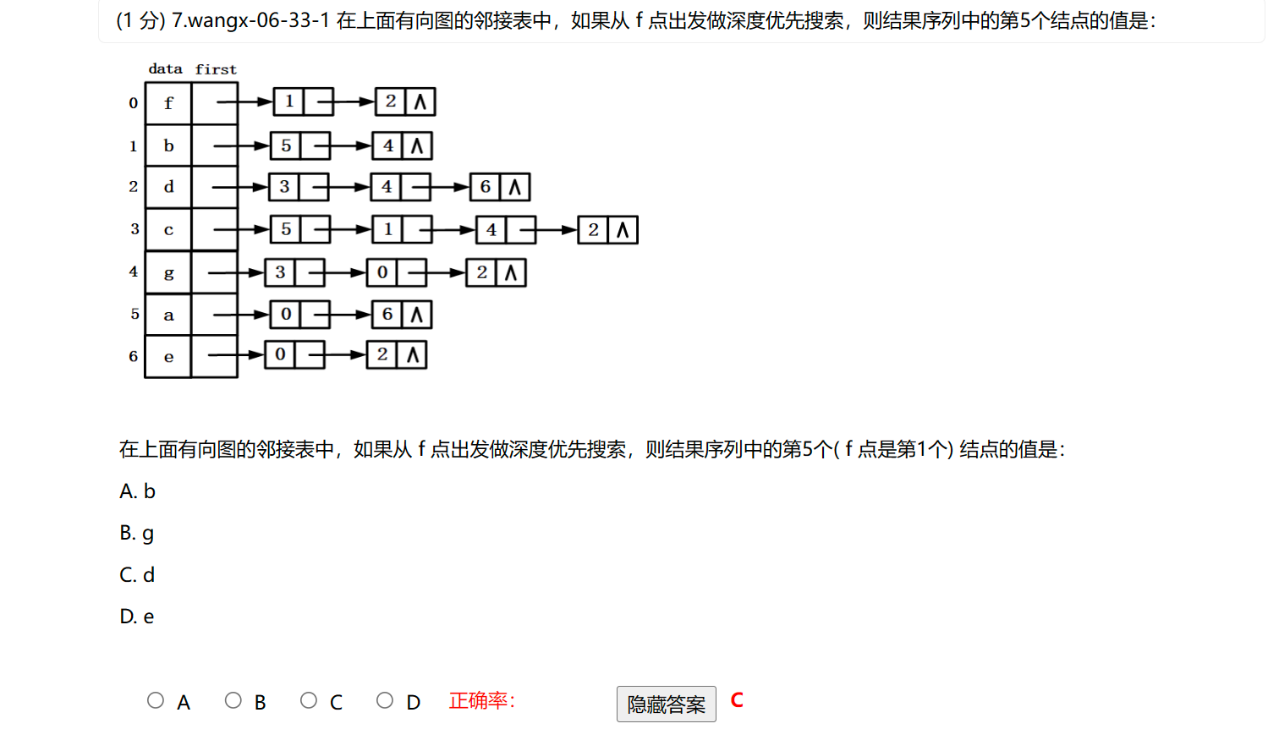 (1 分) 7.wangx-06-33-1 在上面有向图的邻接表中，如果从 f 点出发做深度优先搜索，则结果序列中的第5个结点的值是：
data first
0 f 1 2 ∧
1 b 5 4 ∧
2 d 3 4 6 ∧
3 c 5 1 4 2 ∧
4 g 3 0 2 ∧
5 a 0 6 ∧
6 e 0 2 ∧
在上面有向图的邻接表中，如果从 f 点出发做深度优先搜索，则结果序列中的第5个( f 点是第1个) 结点的值是：
A. b
B. g
C. d
D. e
A B C D 正确率： 隐藏答案 C